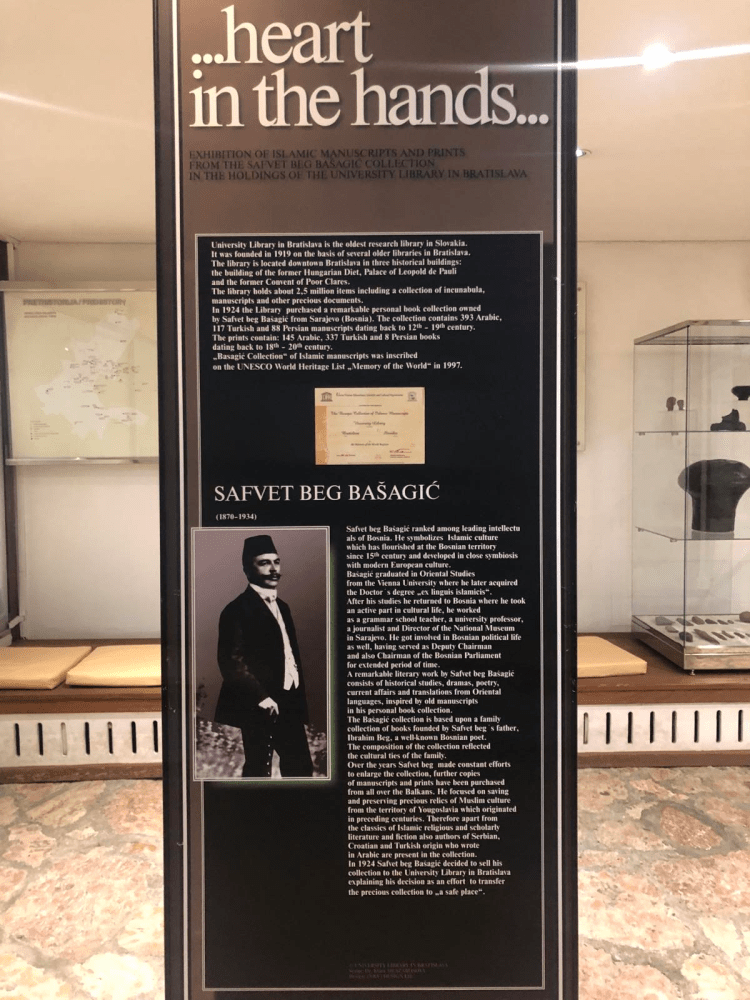 ...heart
in the hands...
EXHIBITION OF ISLAMIC MANUSCRIPTS AND PRINTS
FROM THE SAFVET BEG BAŠAGIĆ COLLECTION
IN THE HOLDINGS OF THE UNIVERSITY LIBRARY IN BRATISLAVA
University Library in Bratislava is the oldest research library in Slovakia.
It was founded in 1919 on the basis of several older libraries in Bratislava.
The library is located downtown Bratislava in three historical buildings:
the building of the former Hungarian Diet, Palace of Leopold de Pauli
and the former Convent of Poor Clares.
The library holds about 2,5 million items including a collection of incunabula,
manuscripts and other precious documents.
In 1924 the Library purchased a remarkable personal book collection owned
by Safvet beg Bašagić from Sarajevo (Bosnia). The collection contains 393 Arabic,
117 Turkish and 88 Persian manuscripts dating back to 12th - 19th century.
The prints contain: 145 Arabic, 337 Turkish and 8 Persian books
dating back to 18th - 20th century.
„Basagić Collection“ of Islamic manuscripts was inscribed
on the UNESCO World Heritage List „Memory of the World“ in 1997.
SAFVET BEG BAŠAGIĆ
(1870-1934)
Safvet beg Bašagić ranked among leading intellectu
als of Bosnia. He symbolizes Islamic culture
which has flourished at the Bosnian territory
since 15th century and developed in close symbiosis
with modern European culture.
Bašagić graduated in Oriental Studies
from the Vienna University where he later acquired
the Doctor´s degree „ex linguis islamicis“.
After his studies he returned to Bosnia where he took
an active part in cultural life, he worked
as a grammar school teacher, a university professor,
a journalist and Director of the National Museum
in Sarajevo. He got involved in Bosnian political life
as well, having served as Deputy Chairman
and also Chairman of the Bosnian Parliament
for extended period of time.
A remarkable literary work by Safvet beg Bašagić
consists of historical studies, dramas, poetry,
current affairs and translations from Oriental
languages, inspired by old manuscripts
in his personal book collection.
The Bašagić collection is based upon a family
collection of books founded by Safvet beg´s father,
Ibrahim Beg, a well-known Bosnian poet.
The composition of the collection reflected
the cultural ties of the family.
Over the years Safvet beg made constant efforts
to enlarge the collection, further copies
of manuscripts and prints have been purchased
from all over the Balkans. He focused on saving
and preserving precious relics of Muslim culture
from the territory of Yougoslavia which originated
in preceding centuries. Therefore apart from
the classics of Islamic religious and scholarly
literature and fiction also authors of Serbian,
Croatian and Turkish origin who wrote
in Arabic are present in the collection.
In 1924 Safvet beg Bašagić decided to sell his
collection to the University Library in Bratislava
explaining his decision as an effort to transfer
the precious collection to „a safe place“.
PREHISTORIJA / PREHISTORY